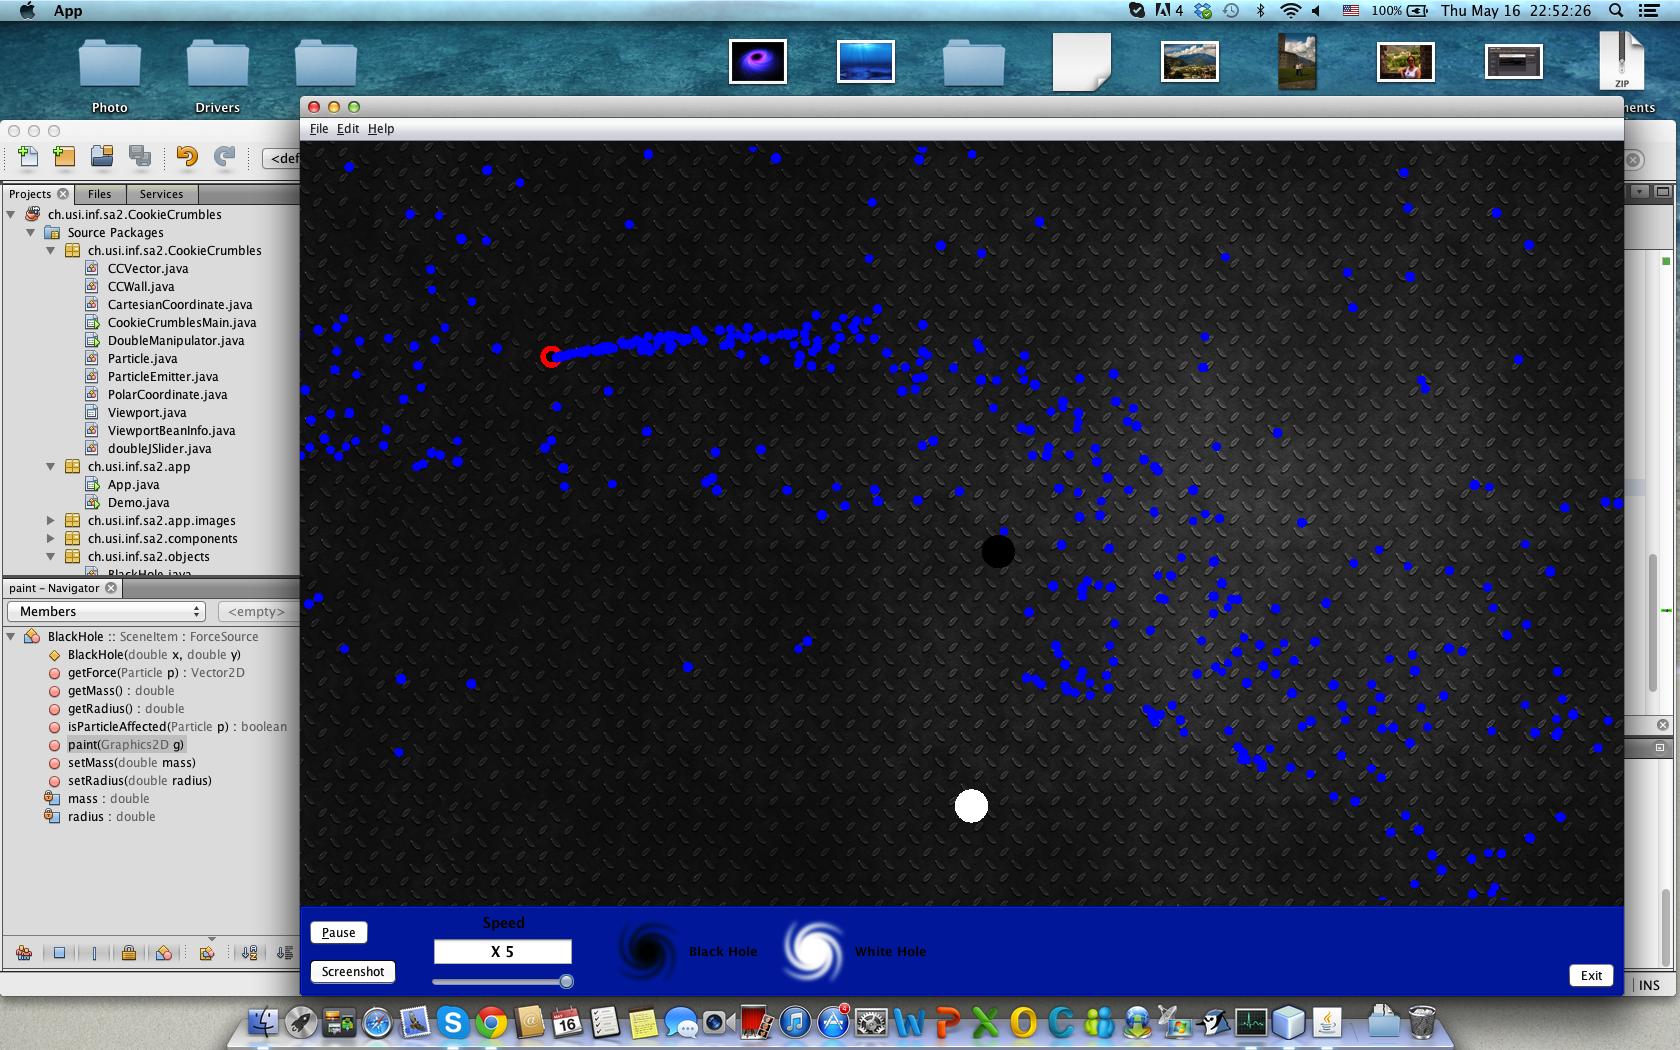 App
4
100%
Thu May 16 22:52:26
Photo
Drivers
ZIP
File Edit Help
Projects Files Services
ch.usi.inf.sa2.CookieCrumbles
Source Packages
ch.usi.inf.sa2.CookieCrumbles
CCVector.java
CCWall.java
CartesianCoordinate.java
CookieCrumblesMain.java
DoubleManipulator.java
Particle.java
ParticleEmitter.java
PolarCoordinate.java
Viewport.java
ViewportBeanInfo.java
doubleJSlider.java
ch.usi.inf.sa2.app
App.java
Demo.java
ch.usi.inf.sa2.app.images
ch.usi.inf.sa2.components
ch.usi.inf.sa2.objects
BlackHole.java
paint - Navigator
Members
<empty>
BlackHole :: SceneItem : ForceSource
BlackHole(double x, double y)
getForce(Particle p) : Vector2D
getMass() : double
getRadius() : double
isParticleAffected(Particle p) : boolean
paint(Graphics2D g)
setMass(double mass)
setRadius(double radius)
mass : double
radius : double
Pause
Screenshot
Speed
X 5
Black Hole
White Hole
Exit
INS